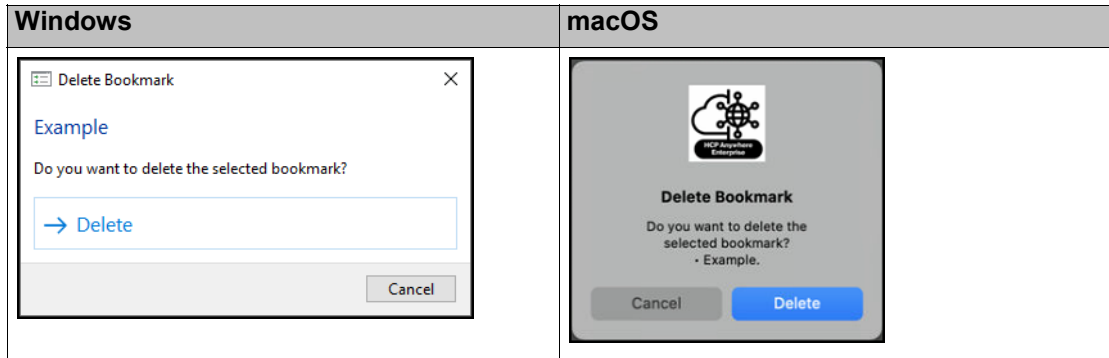 Windows
macOS
Delete Bookmark
Example
Do you want to delete the selected bookmark?
→ Delete
Cancel
HCP Anywhere
Enterprise
Delete Bookmark
Do you want to delete the
selected bookmark?
• Example.
Cancel
Delete